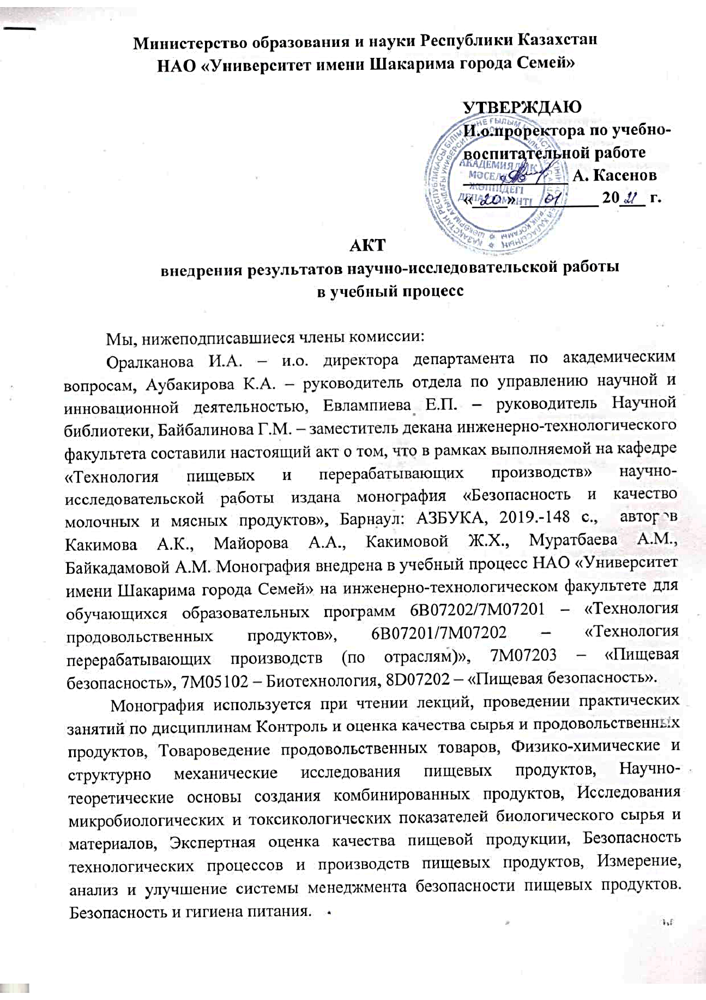 Министерство образования и науки Республики Казахстан
НАО «Университет имени Шакарима города Семей»
УТВЕРЖДАЮ
И.о.проректора по учебно-
воспитательной работе
А. Касенов
«20» 01 2021 г.
АКАДЕМИЯЛЫҚ
ЖӨНІНДЕГІ
ДЕПАРТАМЕНТІ
АКТ
внедрения результатов научно-исследовательской работы
в учебный процесс
Мы, нижеподписавшиеся члены комиссии:
Оралканова И.А. – и.о. директора департамента по академическим
вопросам, Аубакирова К.А. – руководитель отдела по управлению научной и
инновационной деятельностью, Евлампиева Е.П. – руководитель Научной
библиотеки, Байбалинова Г.М. – заместитель декана инженерно-технологического
факультета составили настоящий акт о том, что в рамках выполняемой на кафедре
«Технология пищевых и перерабатывающих производств» научно-
исследовательской работы издана монография «Безопасность и качество
молочных и мясных продуктов», Барнаул: АЗБУКА, 2019.-148 с., авторов
Какимова А.К., Майорова А.А., Какимовой Ж.Х., Муратбаева А.М.,
Байкадамовой А.М. Монография внедрена в учебный процесс НАО «Университет
имени Шакарима города Семей» на инженерно-технологическом факультете для
обучающихся образовательных программ 6В07202/7М07201 – «Технология
продовольственных продуктов», 6В07201/7М07202 – «Технология
перерабатывающих производств (по отраслям)», 7М07203 – «Пищевая
безопасность», 7М05102 – Биотехнология, 8D07202 – «Пищевая безопасность».
Монография используется при чтении лекций, проведении практических
занятий по дисциплинам Контроль и оценка качества сырья и продовольственных
продуктов, Товароведение продовольственных товаров, Физико-химические и
структурно механические исследования пищевых продуктов, Научно-
теоретические основы создания комбинированных продуктов, Исследования
микробиологических и токсикологических показателей биологического сырья и
материалов, Экспертная оценка качества пищевой продукции, Безопасность
технологических процессов и производств пищевых продуктов, Измерение,
анализ и улучшение системы менеджмента безопасности пищевых продуктов.
Безопасность и гигиена питания.